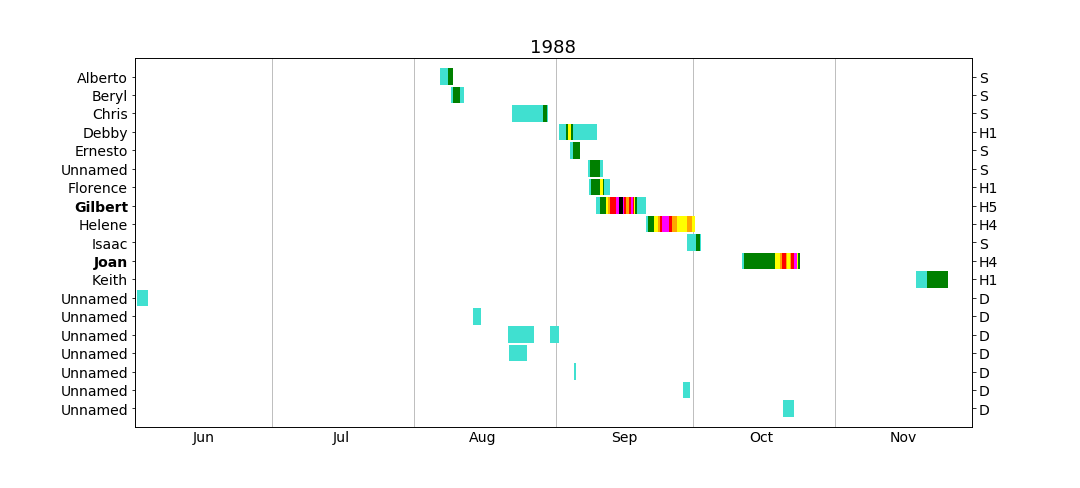 1988
Alberto S
Beryl S
Chris S
Debby H1
Ernesto S
Unnamed S
Florence H1
Gilbert H5
Helene H4
Isaac S
Joan H4
Keith H1
Unnamed D
Unnamed D
Unnamed D
Unnamed D
Unnamed D
Unnamed D
Unnamed D
Jun Jul Aug Sep Oct Nov